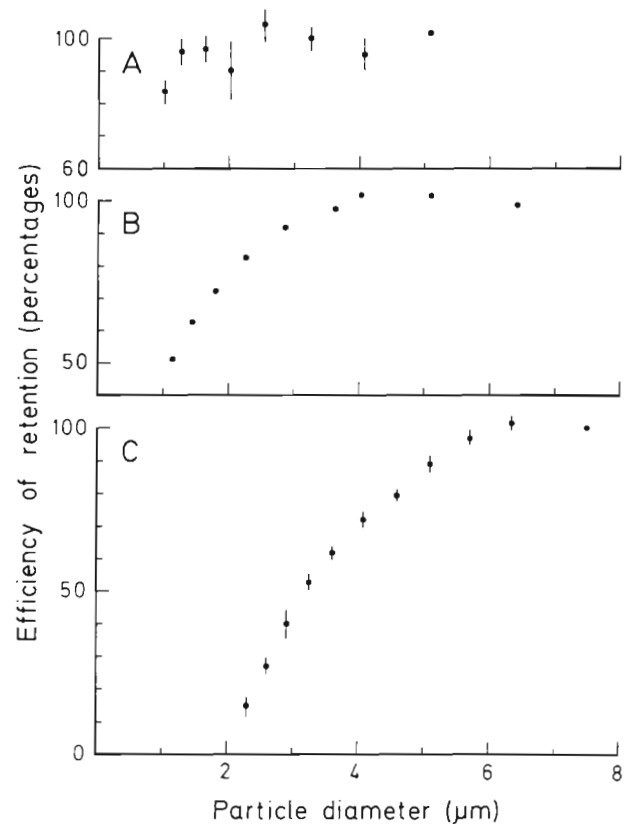 Efficiency of retention (percentages)
A
100
60
B
100
50
C
100
50
0
2
4
6
8
Particle diameter (μm)